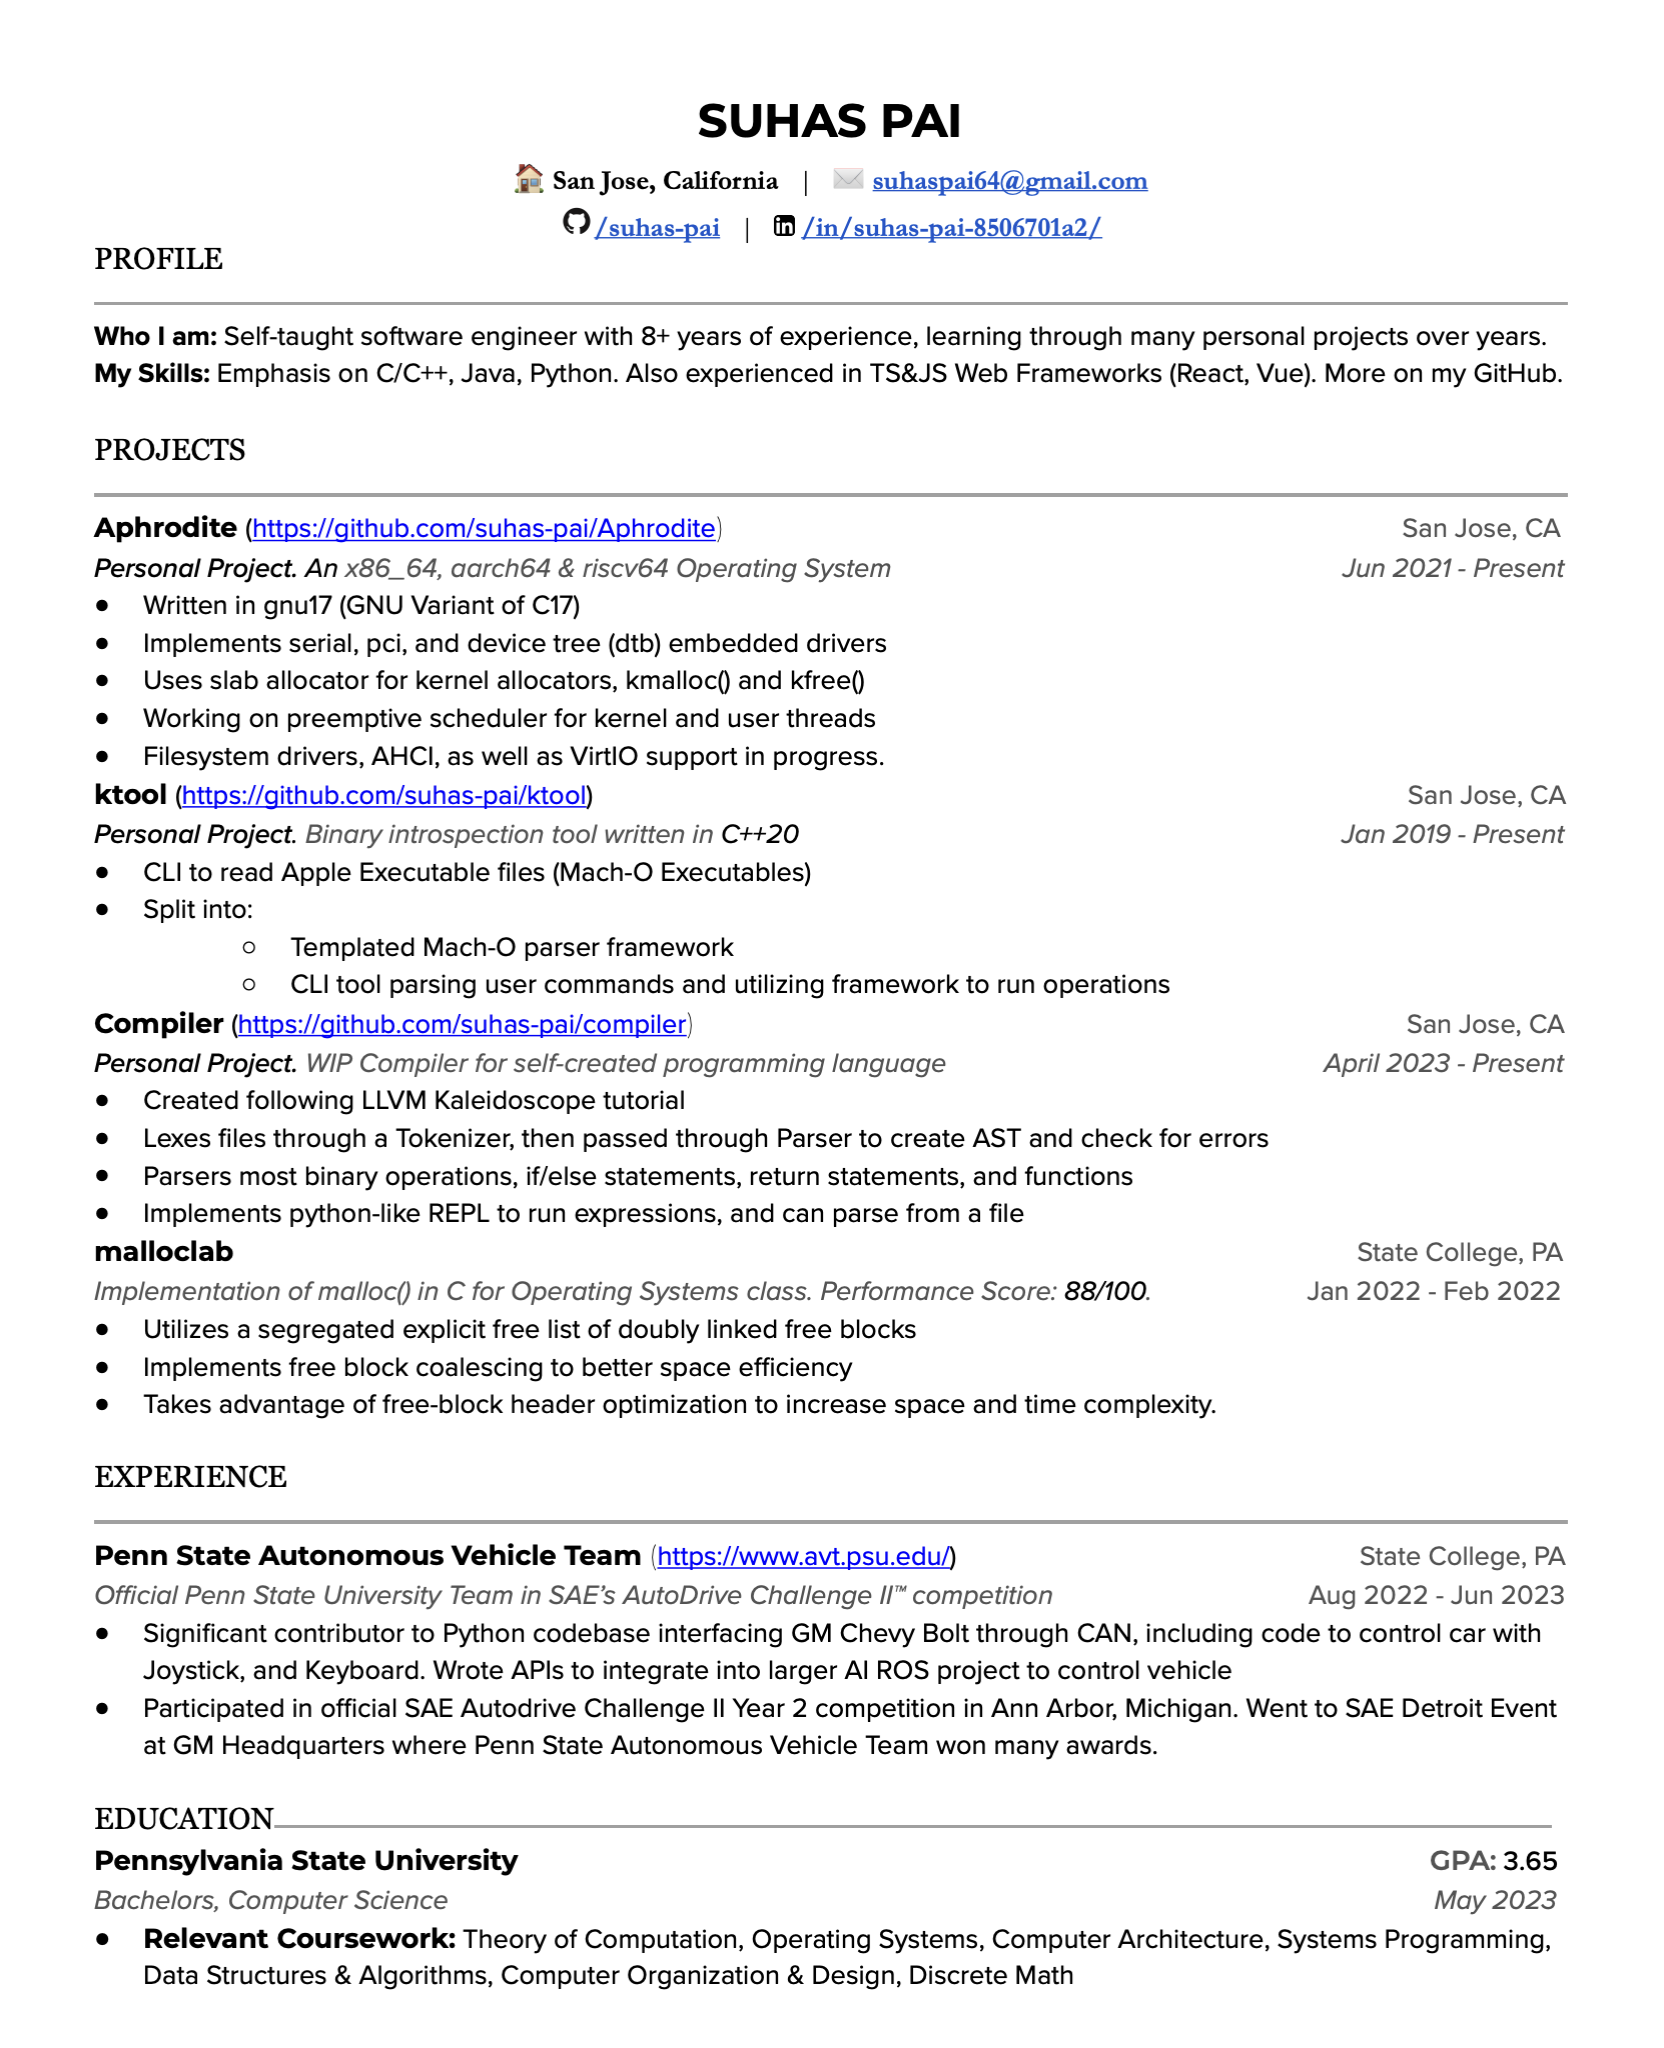 SUHAS PAI
🏠 San Jose, California | ✉️ suhaspai64@gmail.com
/suhas-pai | /in/suhas-pai-8506701a2/
PROFILE
Who I am: Self-taught software engineer with 8+ years of experience, learning through many personal projects over years.
My Skills: Emphasis on C/C++, Java, Python. Also experienced in TS&JS Web Frameworks (React, Vue). More on my GitHub.
PROJECTS
Aphrodite (https://github.com/suhas-pai/Aphrodite) San Jose, CA
Personal Project. An x86_64, aarch64 & riscv64 Operating System Jun 2021 - Present
● Written in gnu17 (GNU Variant of C17)
● Implements serial, pci, and device tree (dtb) embedded drivers
● Uses slab allocator for kernel allocators, kmalloc() and kfree()
● Working on preemptive scheduler for kernel and user threads
● Filesystem drivers, AHCI, as well as VirtIO support in progress.
ktool (https://github.com/suhas-pai/ktool) San Jose, CA
Personal Project. Binary introspection tool written in C++20 Jan 2019 - Present
● CLI to read Apple Executable files (Mach-O Executables)
● Split into:
○ Templated Mach-O parser framework
○ CLI tool parsing user commands and utilizing framework to run operations
Compiler (https://github.com/suhas-pai/compiler) San Jose, CA
Personal Project. WIP Compiler for self-created programming language April 2023 - Present
● Created following LLVM Kaleidoscope tutorial
● Lexes files through a Tokenizer, then passed through Parser to create AST and check for errors
● Parsers most binary operations, if/else statements, return statements, and functions
● Implements python-like REPL to run expressions, and can parse from a file
malloclab State College, PA
Implementation of malloc() in C for Operating Systems class. Performance Score: 88/100. Jan 2022 - Feb 2022
● Utilizes a segregated explicit free list of doubly linked free blocks
● Implements free block coalescing to better space efficiency
● Takes advantage of free-block header optimization to increase space and time complexity.
EXPERIENCE
Penn State Autonomous Vehicle Team (https://www.avt.psu.edu/) State College, PA
Official Penn State University Team in SAE’s AutoDrive Challenge II™ competition Aug 2022 - Jun 2023
● Significant contributor to Python codebase interfacing GM Chevy Bolt through CAN, including code to control car with
Joystick, and Keyboard. Wrote APIs to integrate into larger AI ROS project to control vehicle
● Participated in official SAE Autodrive Challenge II Year 2 competition in Ann Arbor, Michigan. Went to SAE Detroit Event
at GM Headquarters where Penn State Autonomous Vehicle Team won many awards.
EDUCATION
Pennsylvania State University GPA: 3.65
Bachelors, Computer Science May 2023
● Relevant Coursework: Theory of Computation, Operating Systems, Computer Architecture, Systems Programming,
Data Structures & Algorithms, Computer Organization & Design, Discrete Math